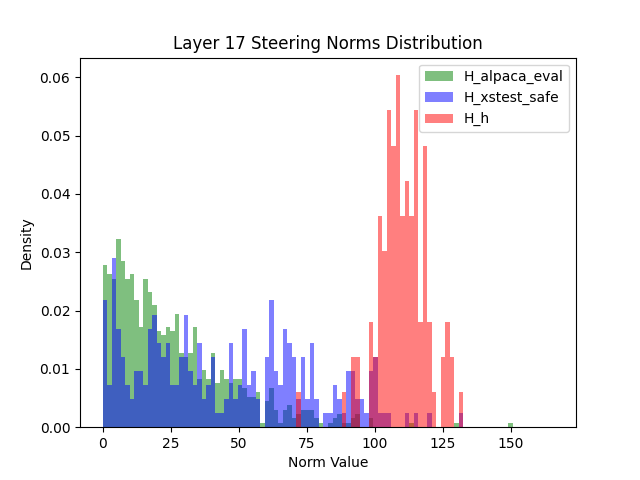 Layer 17 Steering Norms Distribution
H_alpaca_eval
H_xstest_safe
H_h
Density
0.06
0.05
0.04
0.03
0.02
0.01
0.00
0 25 50 75 100 125 150
Norm Value